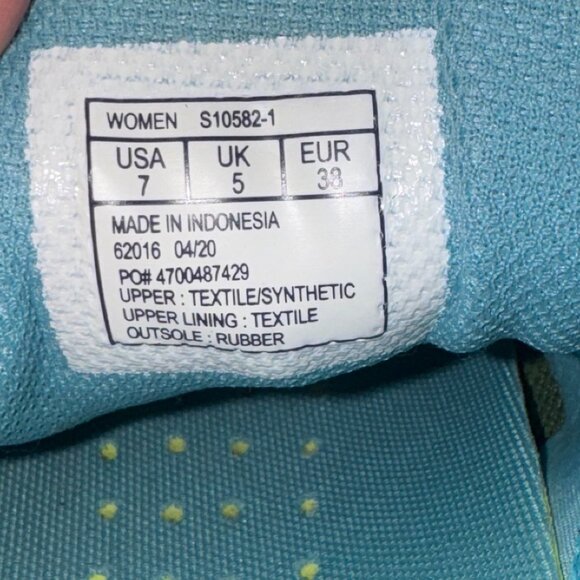 WOMEN S10582-1
USA UK EUR
7 5 38
MADE IN INDONESIA
62016 04/20
PO# 4700487429
UPPER : TEXTILE/SYNTHETIC
UPPER LINING : TEXTILE
OUTSOLE : RUBBER